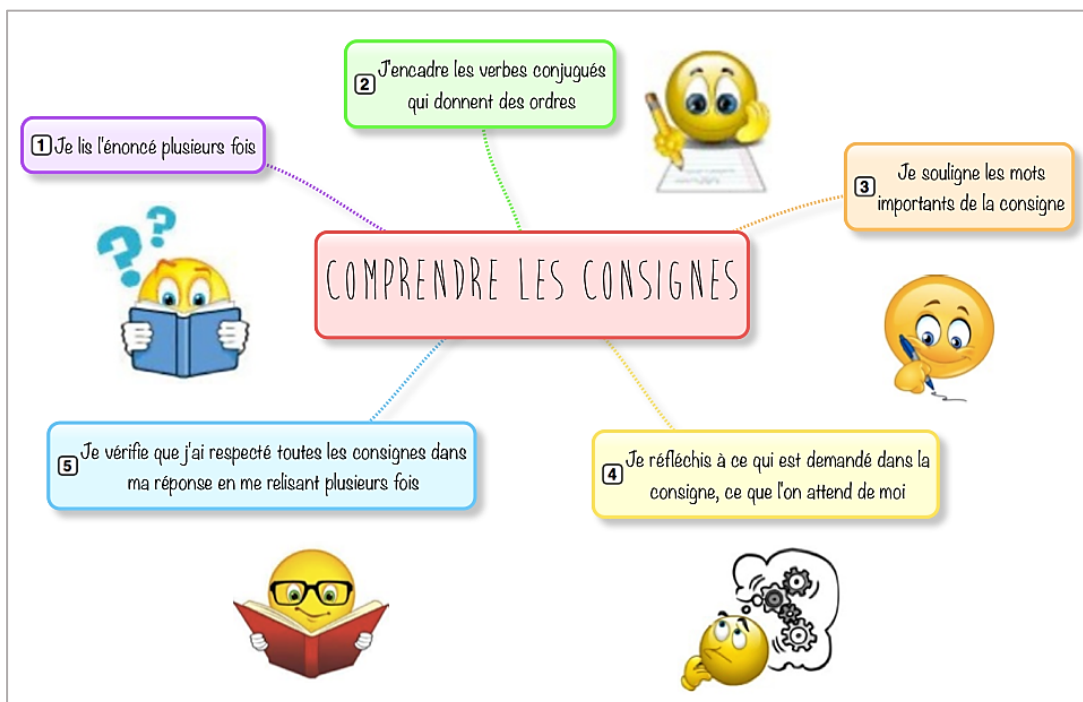 COMPRENDRE LES CONSIGNES
1 Je lis l'énoncé plusieurs fois
2 J'encadre les verbes conjugués
qui donnent des ordres
3 Je souligne les mots
importants de la consigne
4 Je réfléchis à ce qui est demandé dans la
consigne, ce que l'on attend de moi
5 Je vérifie que j'ai respecté toutes les consignes dans
ma réponse en me relisant plusieurs fois